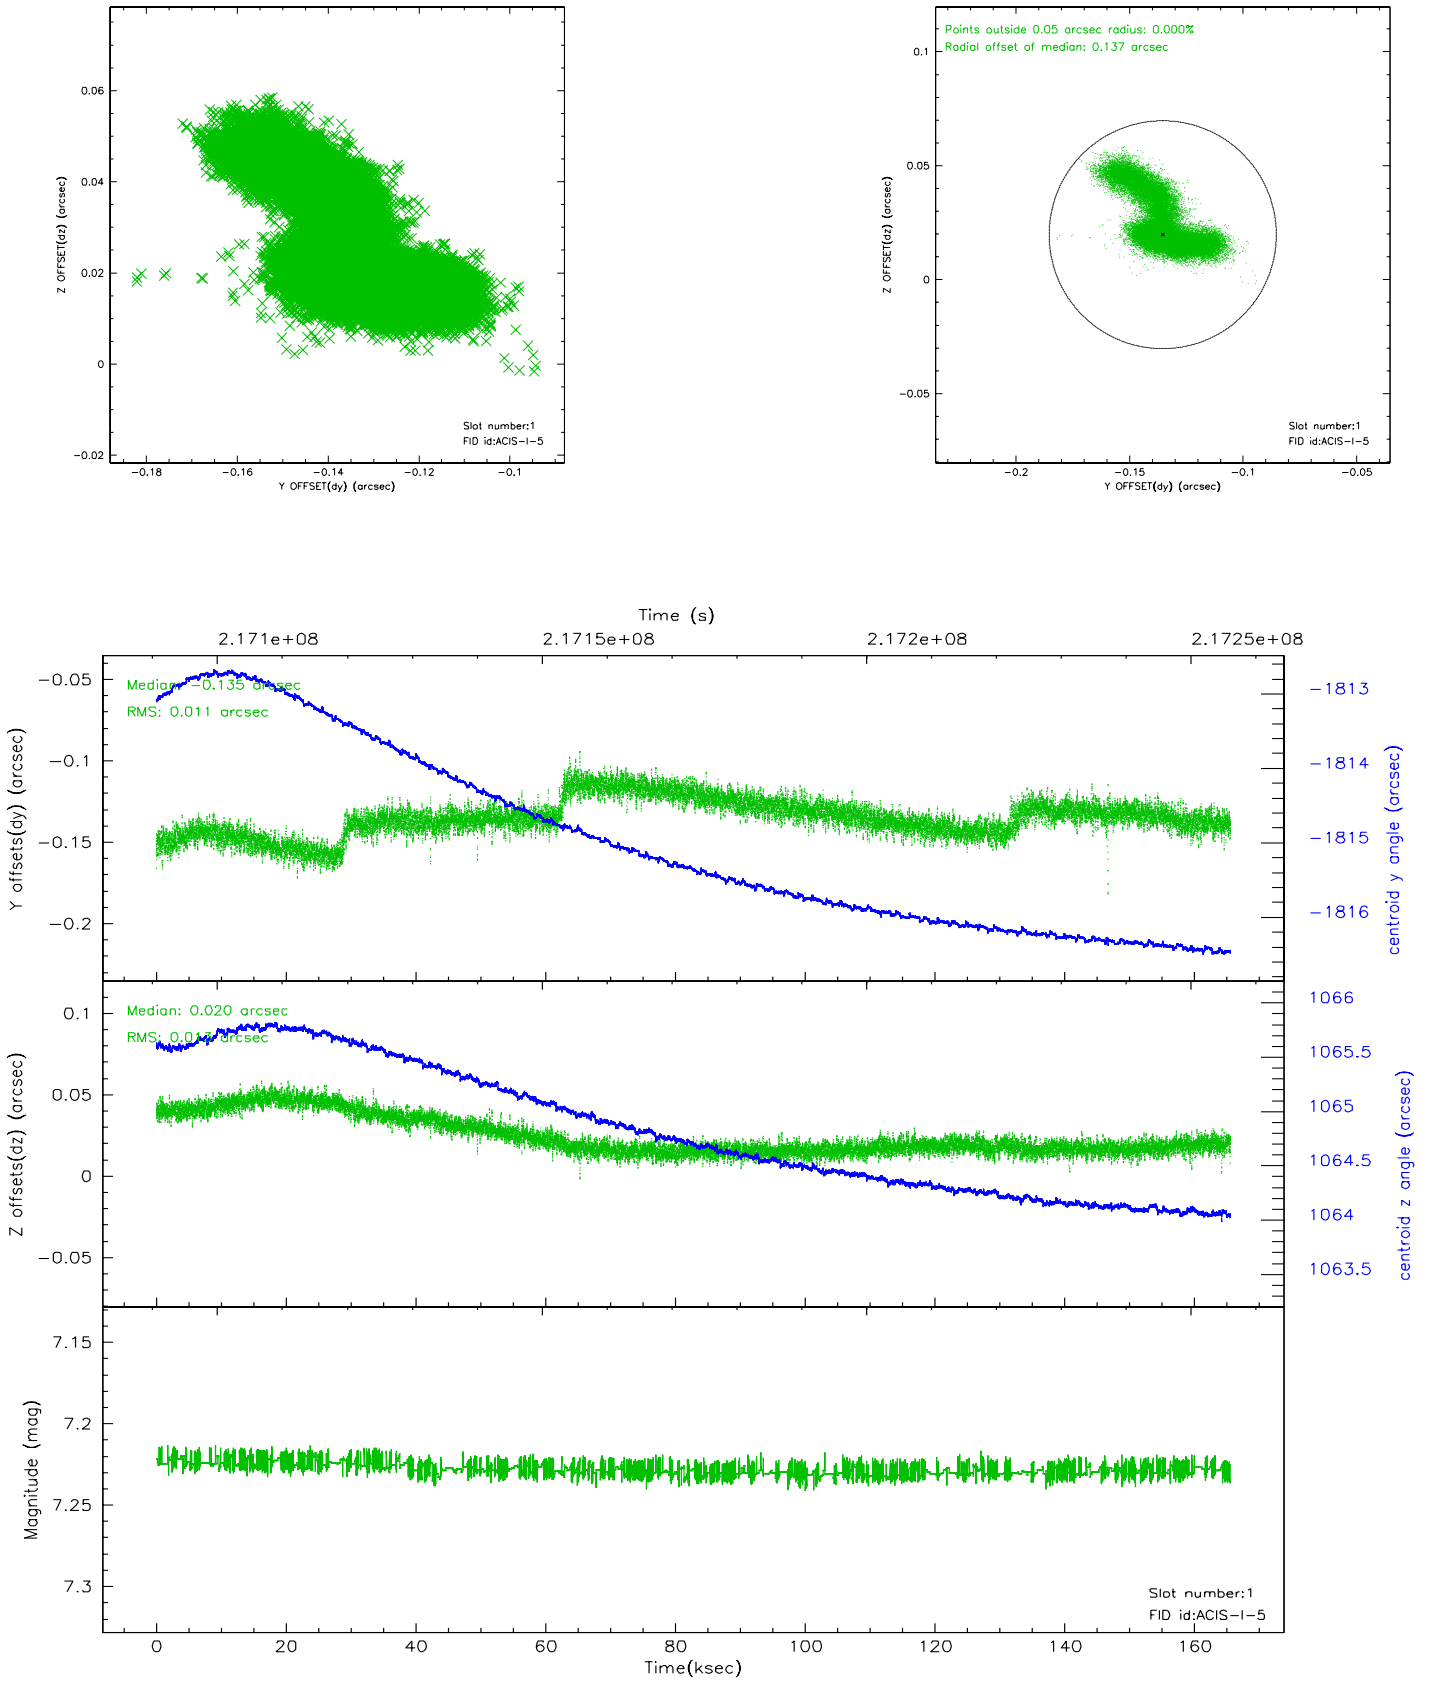 0.06
0.04
0.02
0
-0.02
Z OFFSET(dz) (arcsec)
-0.18 -0.16 -0.14 -0.12 -0.1
Y OFFSET(dy) (arcsec)
Slot number:1
FID id:ACIS-I-5
Points outside 0.05 arcsec radius: 0.000%
Radial offset of median: 0.137 arcsec
0.1
0.05
0
-0.05
Z OFFSET(dz) (arcsec)
-0.2 -0.15 -0.1 -0.05
Y OFFSET(dy) (arcsec)
Slot number:1
FID id:ACIS-I-5
Time (s)
2.171e+08 2.1715e+08 2.172e+08 2.1725e+08
Median: -0.135 arcsec
RMS: 0.011 arcsec
-0.05
-0.1
-0.15
-0.2
Y offsets(dy) (arcsec)
-1813
-1814
-1815
-1816
centroid y angle (arcsec)
Median: 0.020 arcsec
RMS: 0.013 arcsec
0.1
0.05
0
-0.05
Z offsets(dz) (arcsec)
1066
1065.5
1065
1064.5
1064
1063.5
centroid z angle (arcsec)
7.15
7.2
7.25
7.3
Magnitude (mag)
Slot number:1
FID id:ACIS-I-5
0 20 40 60 80 100 120 140 160
Time(ksec)